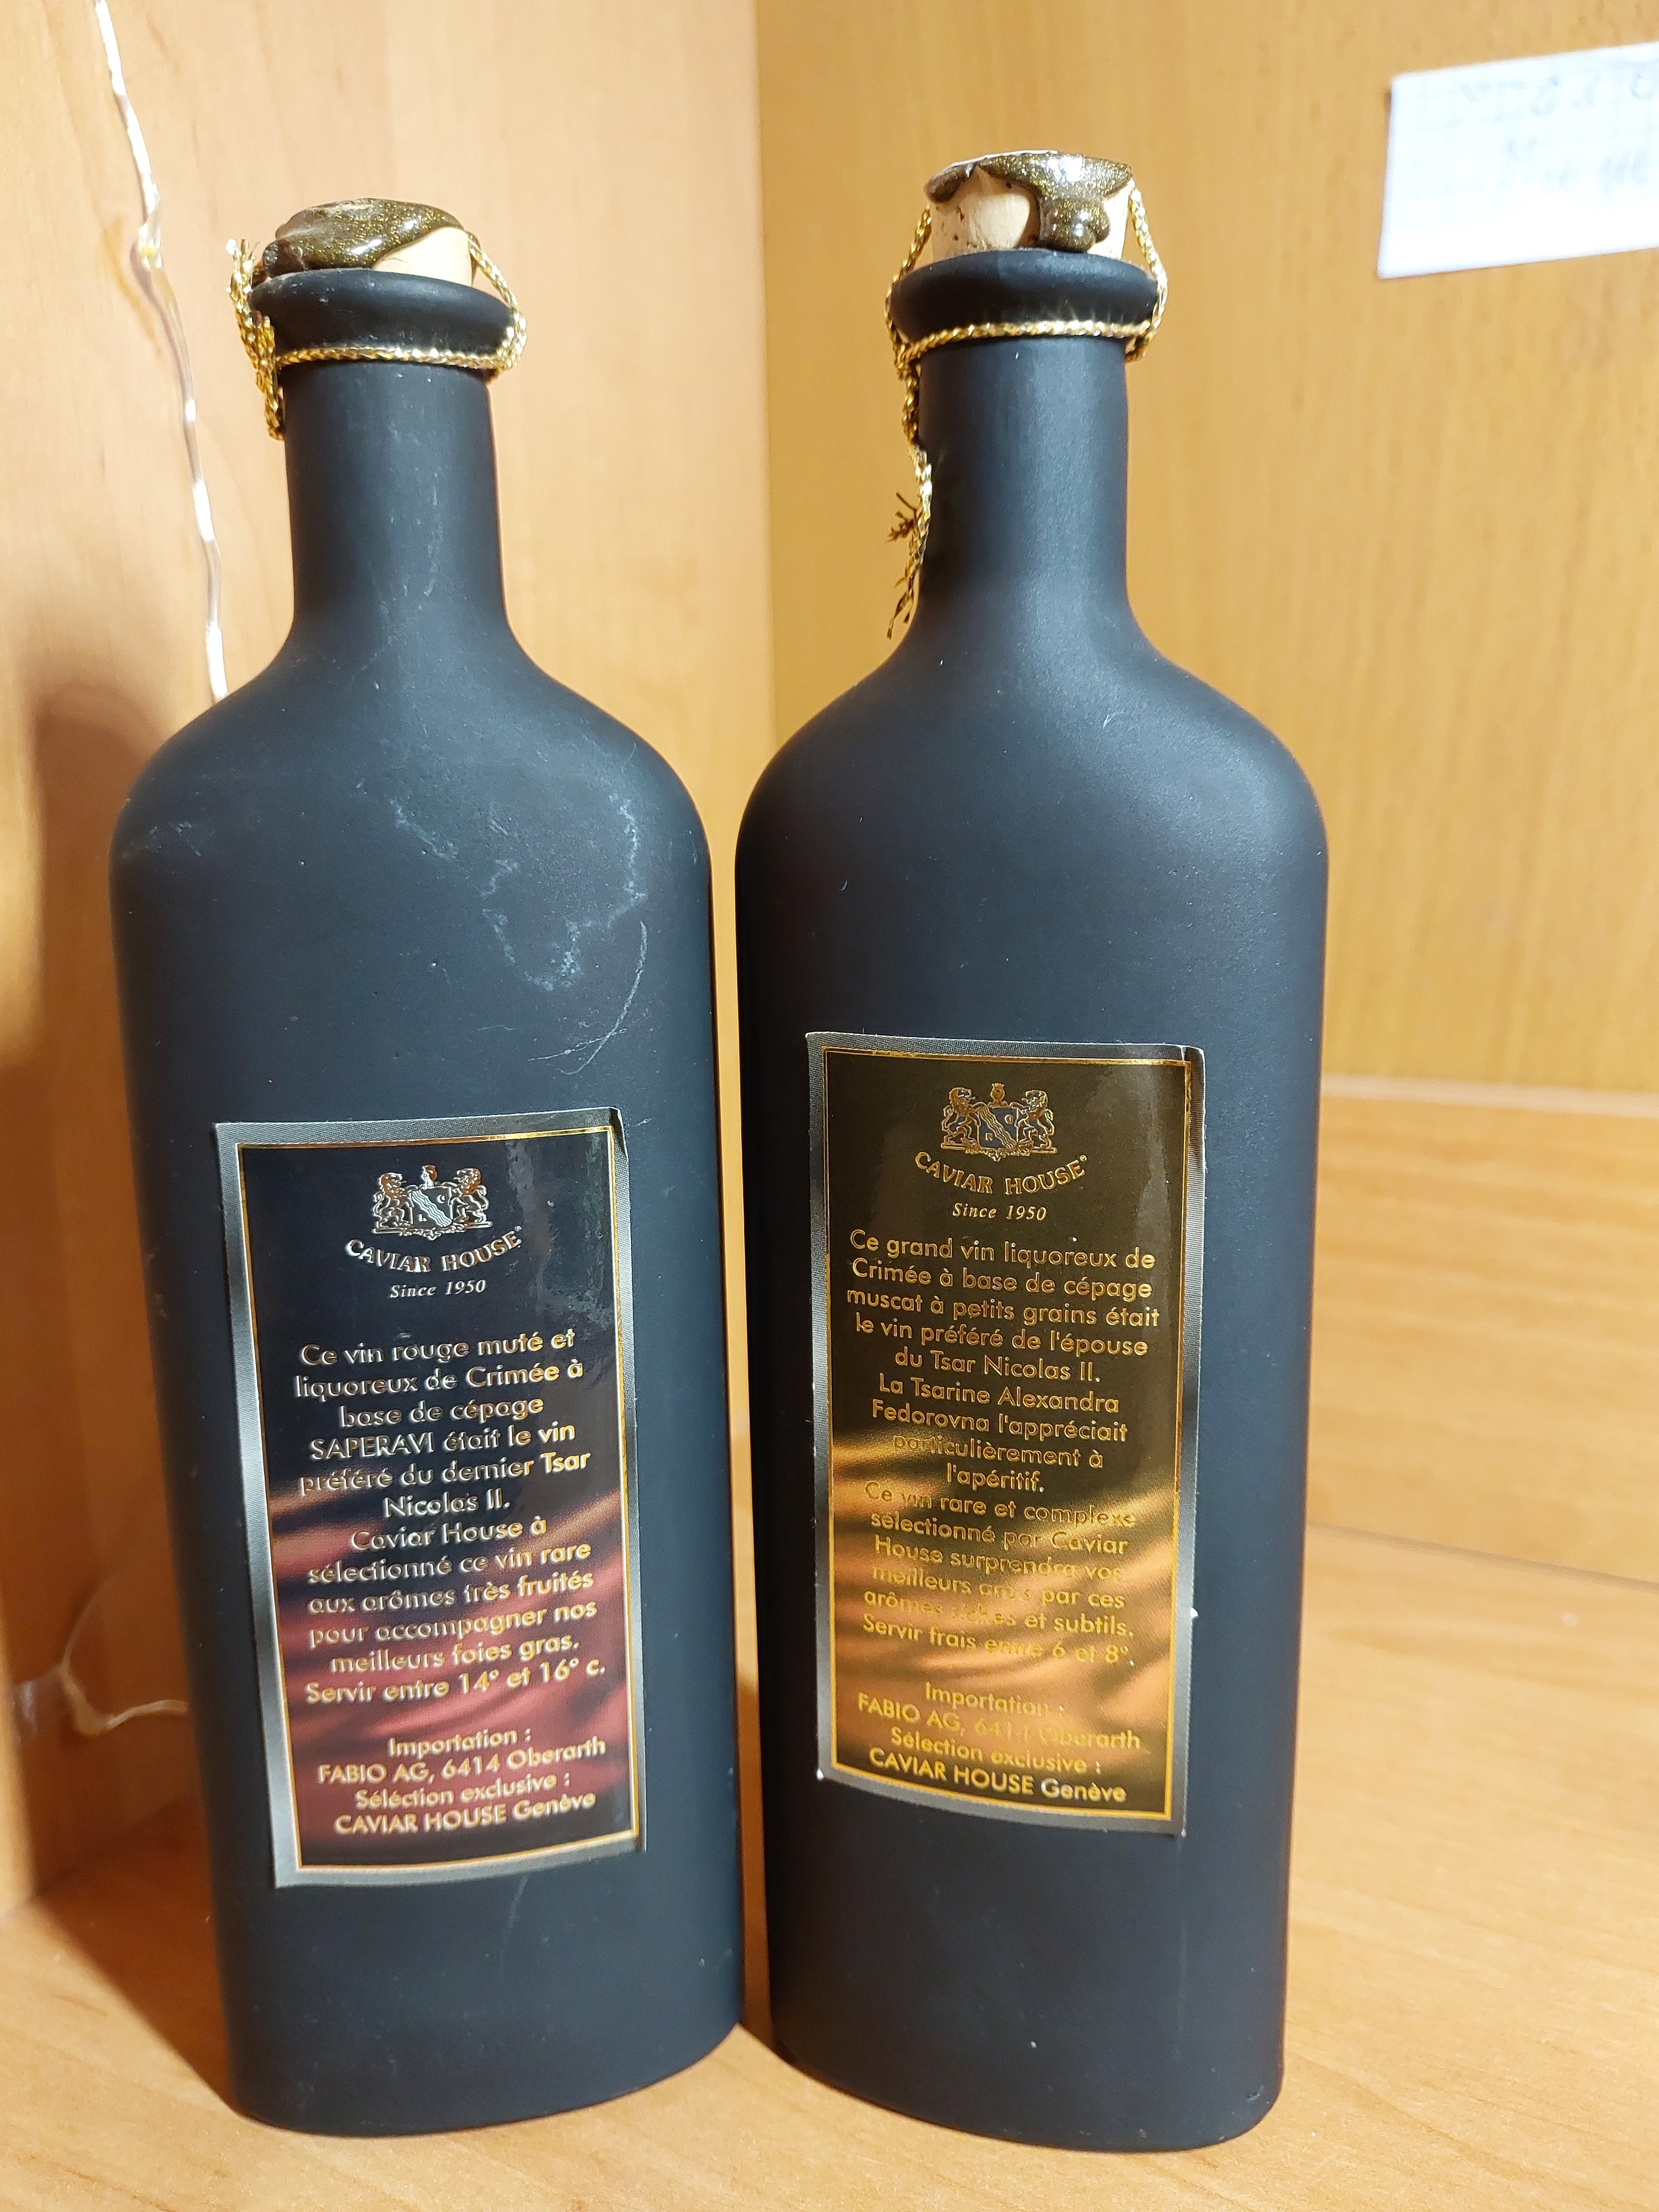 CAVIAR HOUSE®
Since 1950
Ce vin rouge muté et
liquoreux de Crimée à
base de cépage
SAPERAVI était le vin
préféré du dernier Tsar
Nicolas II.
Caviar House à
sélectionné ce vin rare
aux arômes très fruités
pour accompagner nos
meilleurs foies gras.
Servir entre 14° et 16° c.
Importation :
FABIO AG, 6414 Oberarth
Séléction exclusive :
CAVIAR HOUSE Genève
CAVIAR HOUSE®
Since 1950
Ce grand vin liquoreux de
Crimée à base de cépage
muscat à petits grains était
le vin préféré de l'épouse
du Tsar Nicolas II.
La Tsarine Alexandra
Fedorovna l'appréciait
particulièrement à
l'apéritif.
Ce vin rare et complexe
sélectionné par Caviar
House surprendra vos
meilleurs amis par ces
arômes riches et subtils.
Servir frais entre 6 et 8°.
Importation :
FABIO AG, 6414 Oberarth
Sélection exclusive :
CAVIAR HOUSE Genève